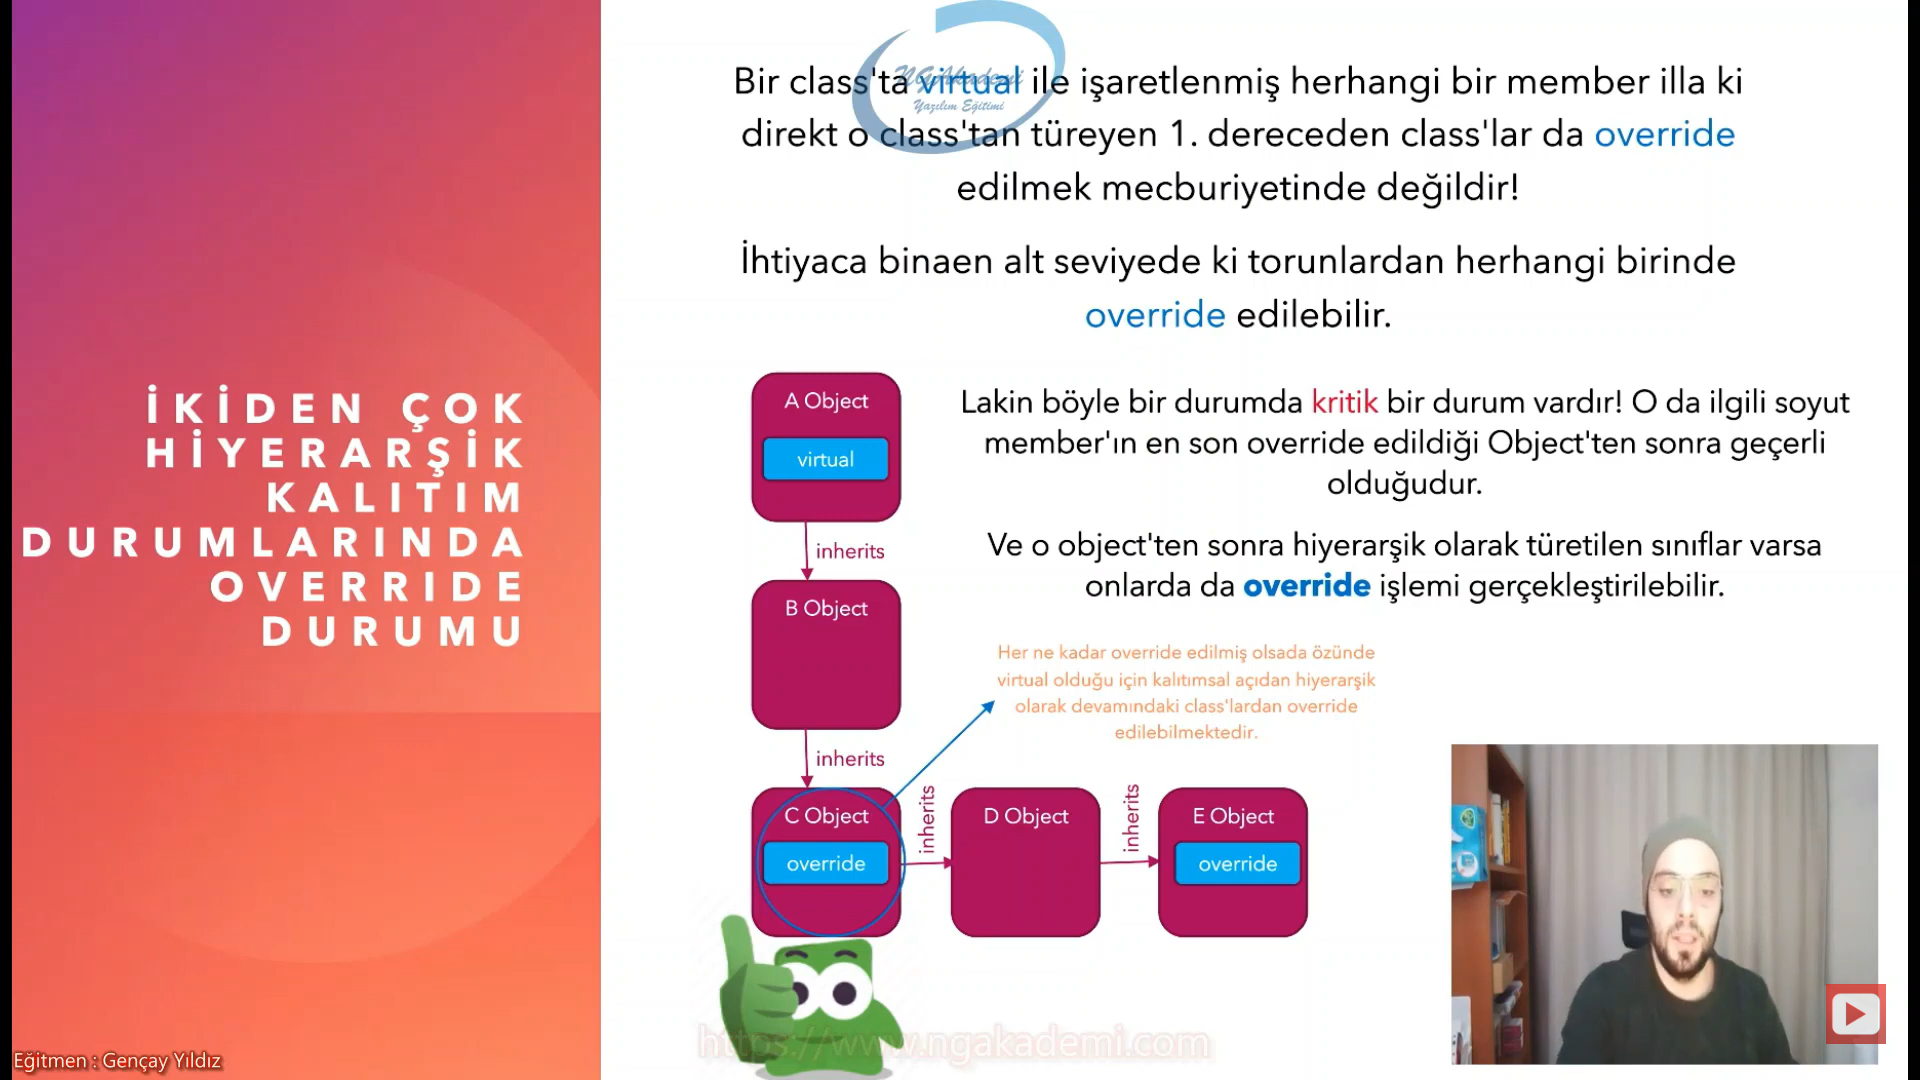 NGAkademi
Yazılım Eğitimi
Bir class'ta virtual ile işaretlenmiş herhangi bir member illa ki
direkt o class'tan türeyen 1. dereceden class'lar da override
edilmek mecburiyetinde değildir!
İhtiyaca binaen alt seviyede ki torunlardan herhangi birinde
override edilebilir.
İKİDEN ÇOK
HİYERARŞİK
KALITIM
DURUMLARINDA
OVERRIDE
DURUMU
Lakin böyle bir durumda kritik bir durum vardır! O da ilgili soyut
member'ın en son override edildiği Object'ten sonra geçerli
olduğudur.
Ve o object'ten sonra hiyerarşik olarak türetilen sınıflar varsa
onlarda da override işlemi gerçekleştirilebilir.
A Object
virtual
inherits
B Object
inherits
Her ne kadar override edilmiş olsada özünde
virtual olduğu için kalıtımsal açıdan hiyerarşik
olarak devamındaki class'lardan override
edilebilmektedir.
C Object
override
inherits
D Object
inherits
E Object
override
https://www.ngakademi.com
Eğitmen : Gençay Yıldız